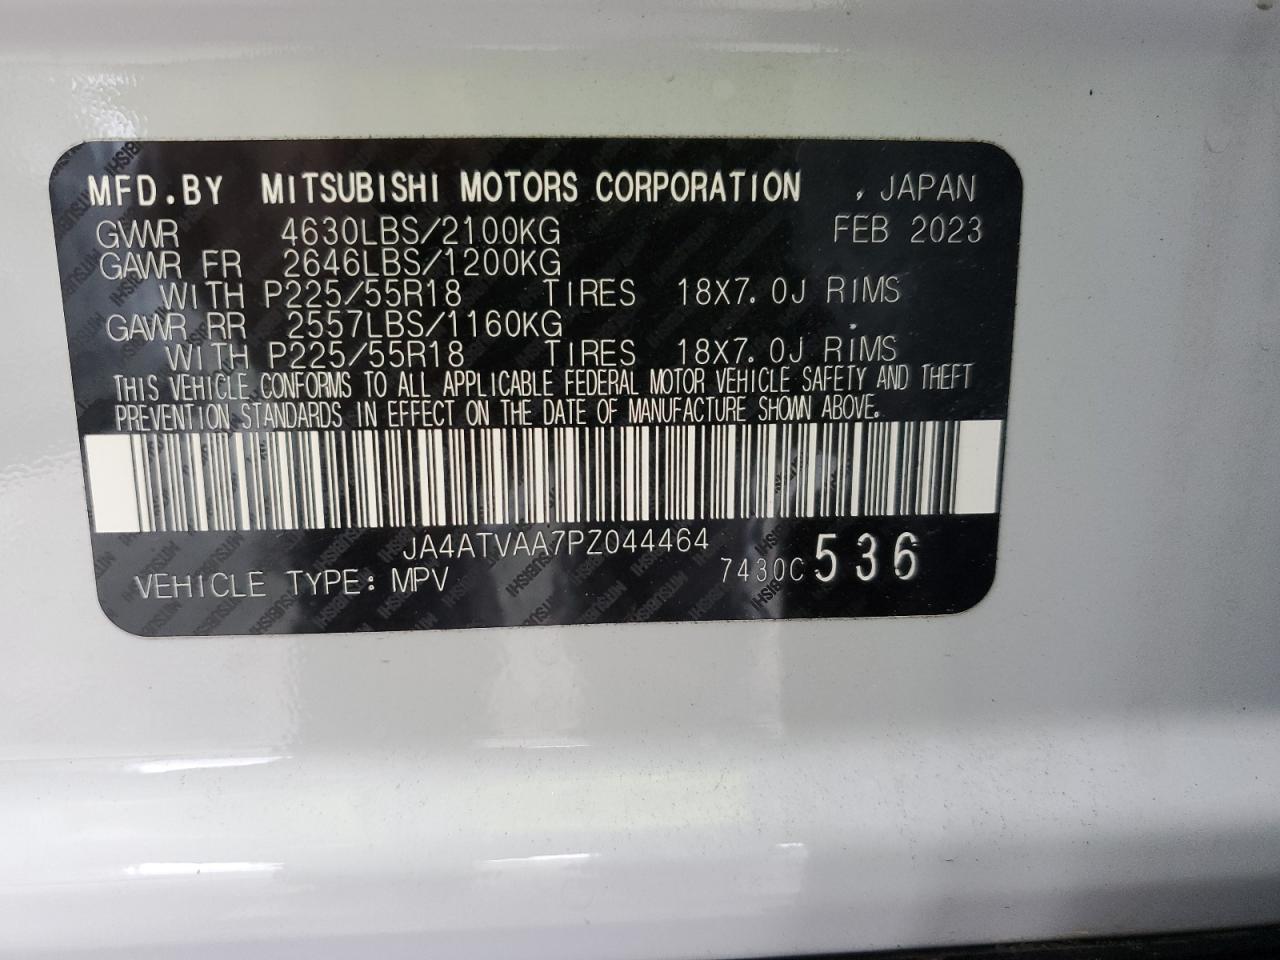 MFD.BY MITSUBISHI MOTORS CORPORATION , JAPAN
GVWR 4630LBS/2100KG FEB 2023
GAWR FR 2646LBS/1200KG
WITH P225/55R18 TIRES 18X7.0J RIMS
GAWR RR 2557LBS/1160KG
WITH P225/55R18 TIRES 18X7.0J RIMS
THIS VEHICLE CONFORMS TO ALL APPLICABLE FEDERAL MOTOR VEHICLE SAFETY AND THEFT
PREVENTION STANDARDS IN EFFECT ON THE DATE OF MANUFACTURE SHOWN ABOVE.
JA4ATVAA7PZ044464
VEHICLE TYPE: MPV 7430C 536